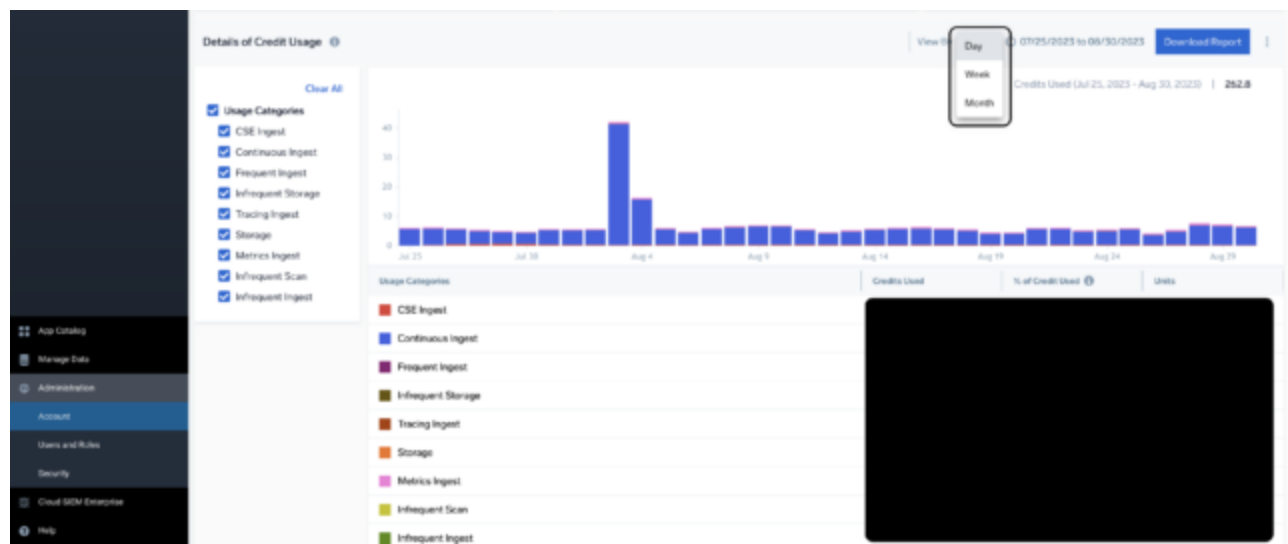 Details of Credit Usage
View
Day
07/25/2023 to 08/30/2023
Download Report
Week
Month
Credits Used (Jul 25, 2023 - Aug 30, 2023) | 262.8
Clear All
Usage Categories
CSE Ingest
Continuous Ingest
Frequent Ingest
Infrequent Storage
Tracing Ingest
Storage
Metrics Ingest
Infrequent Scan
Infrequent Ingest
40
30
20
10
0
Jul 25 Jul 30 Aug 4 Aug 9 Aug 14 Aug 19 Aug 24 Aug 29
Usage Categories Credits Used % of Credit Used Units
CSE Ingest
Continuous Ingest
Frequent Ingest
Infrequent Storage
Tracing Ingest
Storage
Metrics Ingest
Infrequent Scan
Infrequent Ingest
App Catalog
Manage Data
Administration
Account
Users and Roles
Security
Cloud SIEM Enterprise
Help